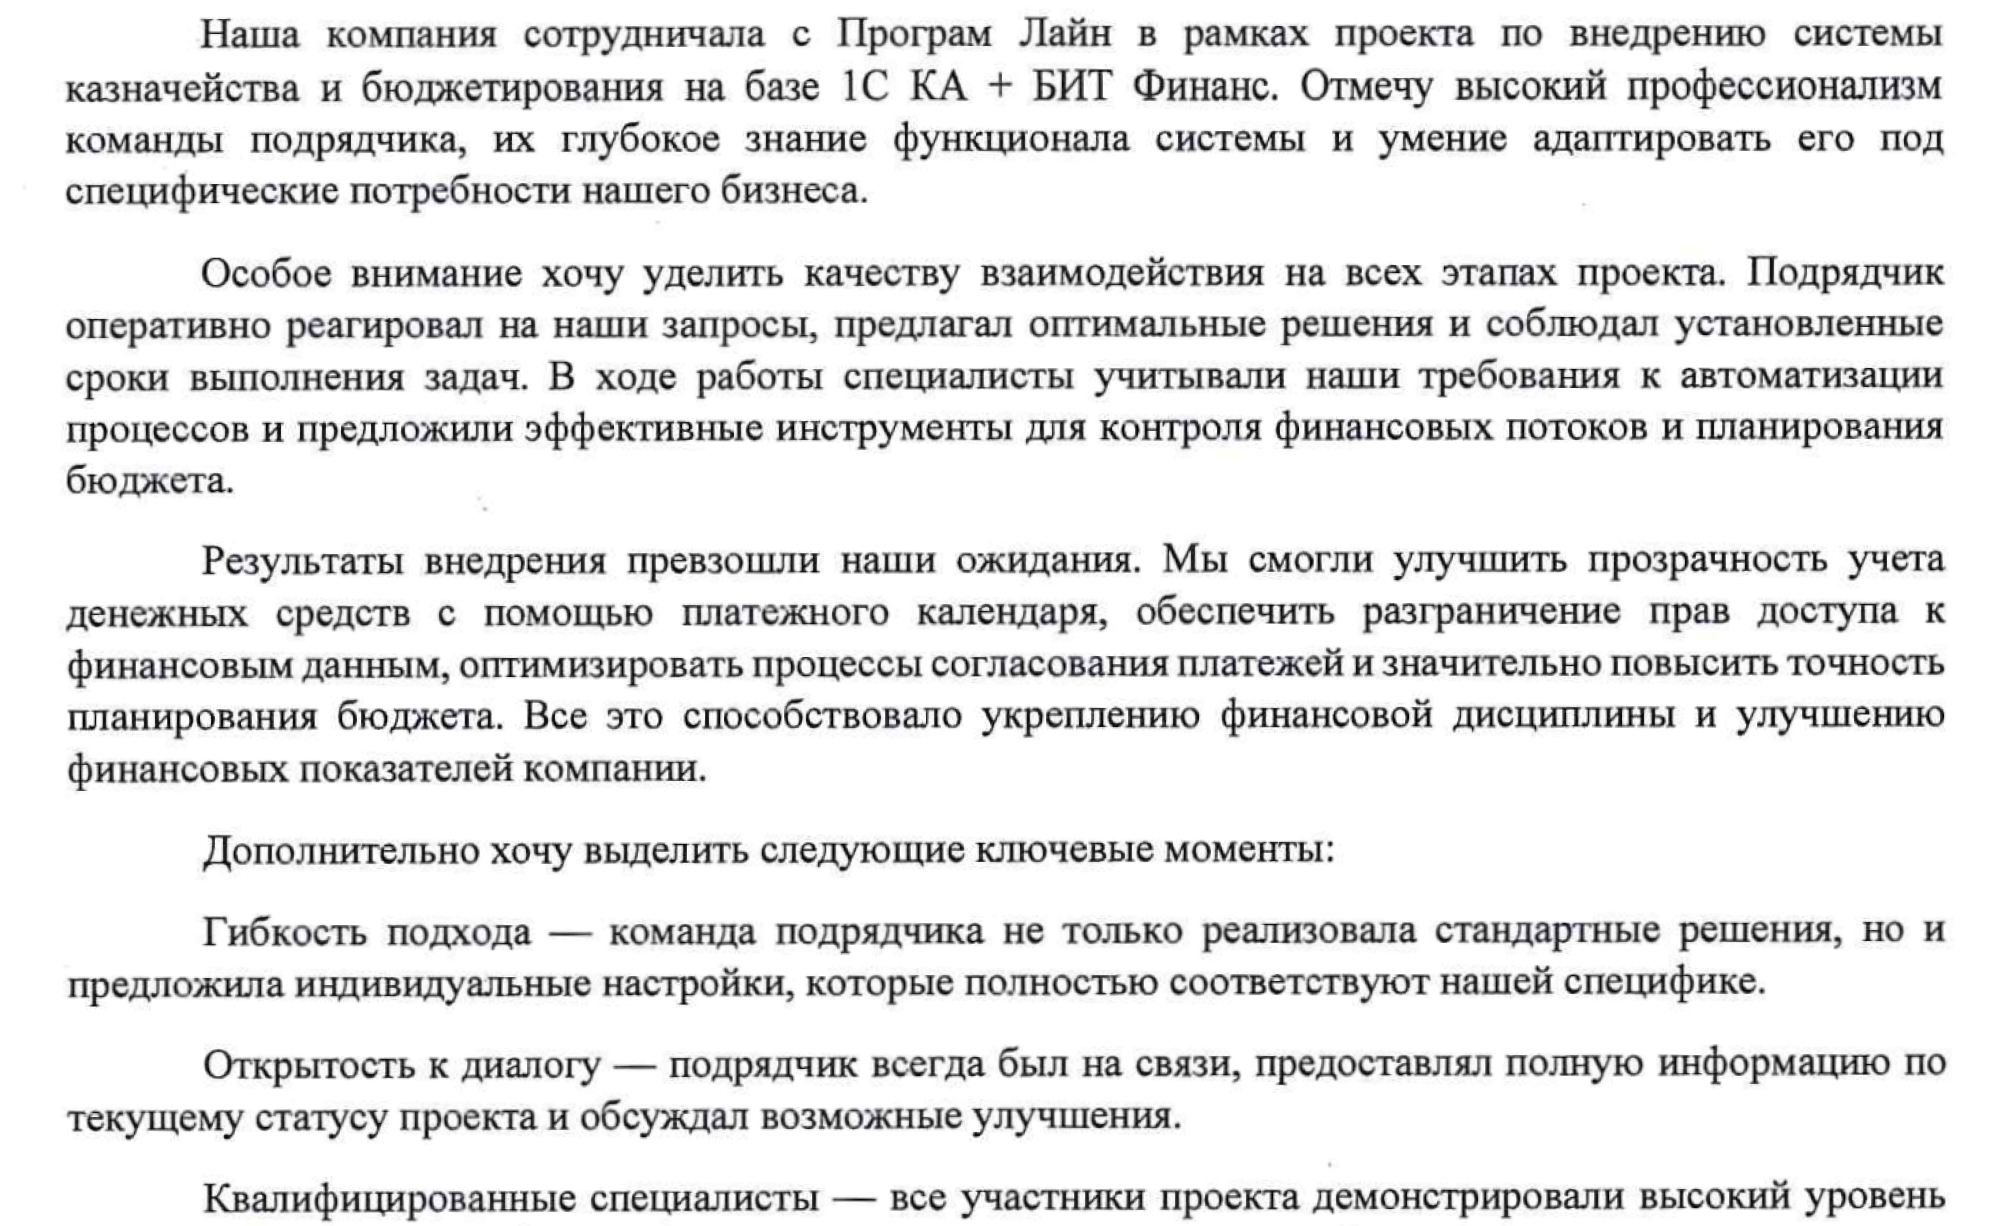 Наша компания сотрудничала с Програм Лайн в рамках проекта по внедрению системы
казначейства и бюджетирования на базе 1С КА + БИТ Финанс. Отмечу высокий профессионализм
команды подрядчика, их глубокое знание функционала системы и умение адаптировать его под
специфические потребности нашего бизнеса.
Особое внимание хочу уделить качеству взаимодействия на всех этапах проекта. Подрядчик
оперативно реагировал на наши запросы, предлагал оптимальные решения и соблюдал установленные
сроки выполнения задач. В ходе работы специалисты учитывали наши требования к автоматизации
процессов и предложили эффективные инструменты для контроля финансовых потоков и планирования
бюджета.
Результаты внедрения превзошли наши ожидания. Мы смогли улучшить прозрачность учета
денежных средств с помощью платежного календаря, обеспечить разграничение прав доступа к
финансовым данным, оптимизировать процессы согласования платежей и значительно повысить точность
планирования бюджета. Все это способствовало укреплению финансовой дисциплины и улучшению
финансовых показателей компании.
Дополнительно хочу выделить следующие ключевые моменты:
Гибкость подхода — команда подрядчика не только реализовала стандартные решения, но и
предложила индивидуальные настройки, которые полностью соответствуют нашей специфике.
Открытость к диалогу — подрядчик всегда был на связи, предоставлял полную информацию по
текущему статусу проекта и обсуждал возможные улучшения.
Квалифицированные специалисты — все участники проекта демонстрировали высокий уровень